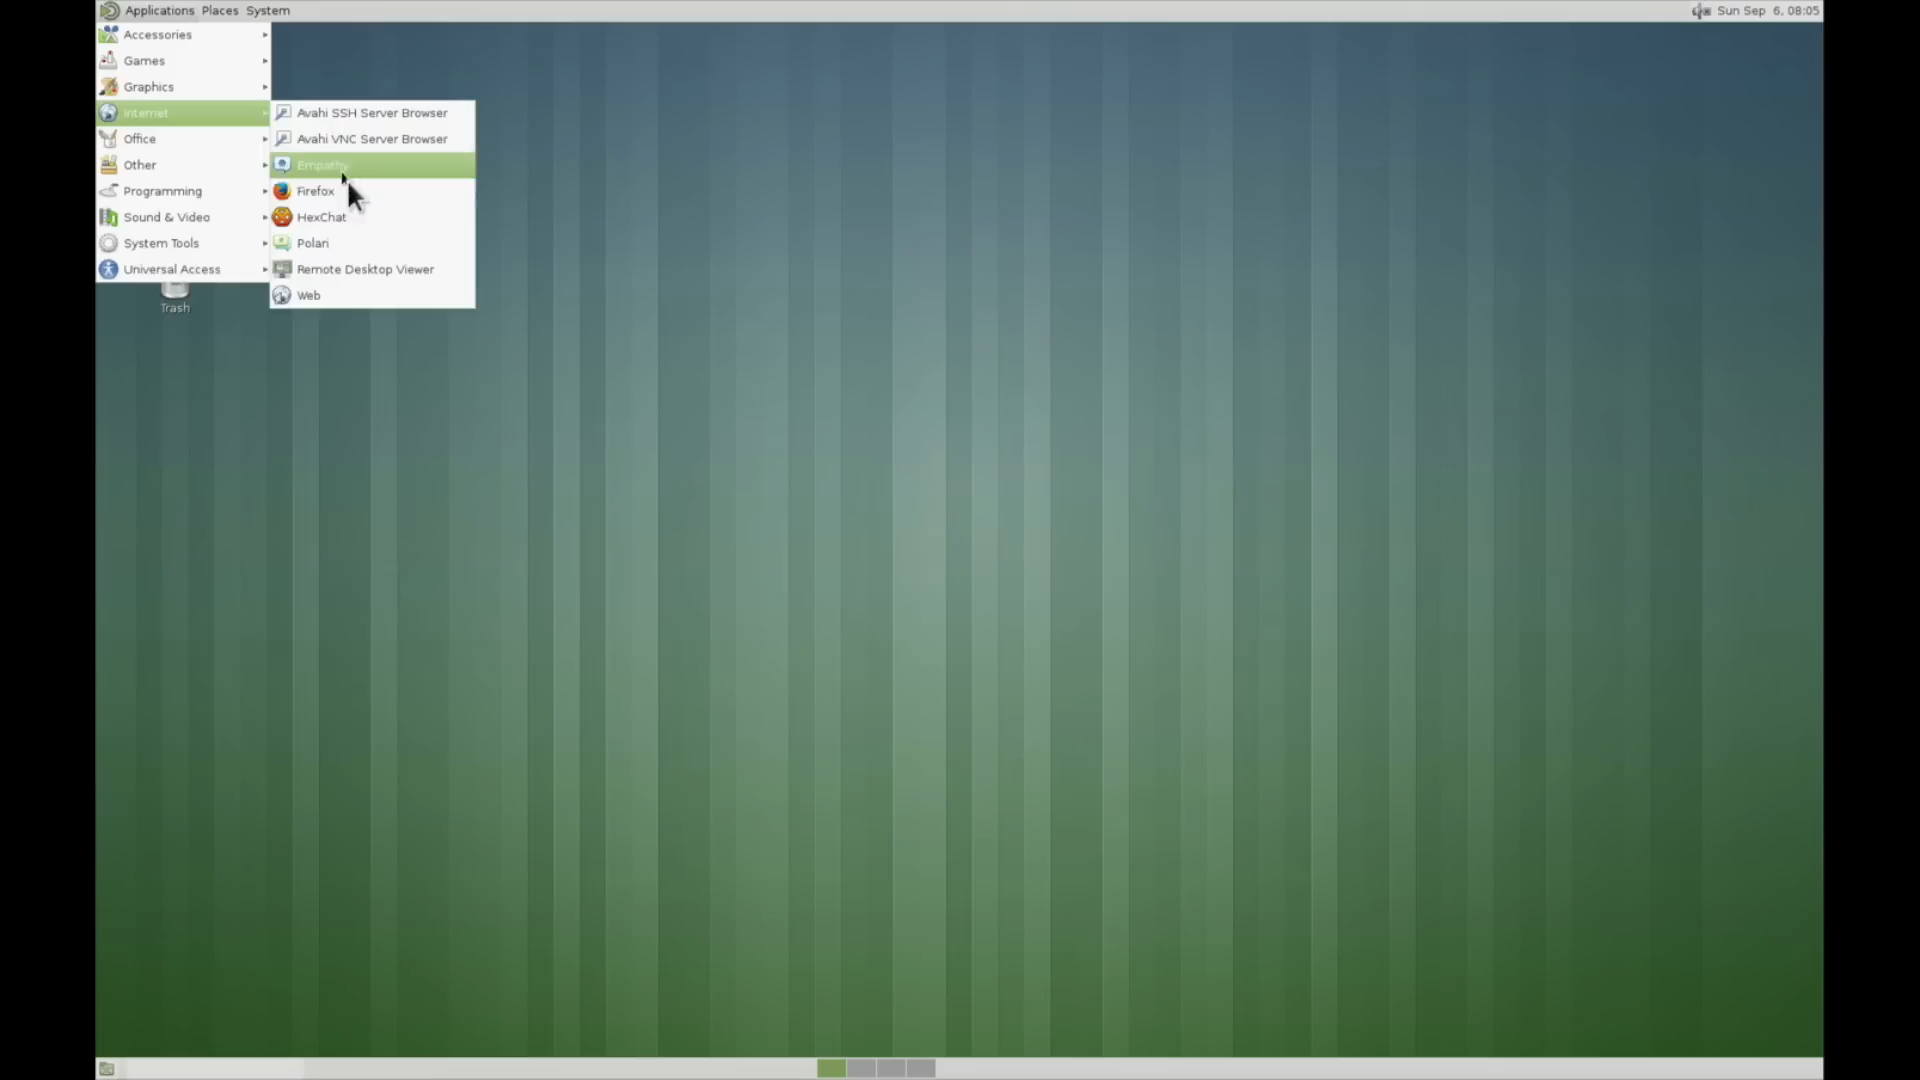 Applications Places System
Sun Sep 6, 08:05
Accessories
Games
Graphics
Internet
Office
Other
Programming
Sound & Video
System Tools
Universal Access
Avahi SSH Server Browser
Avahi VNC Server Browser
Empathy
Firefox
HexChat
Polari
Remote Desktop Viewer
Web
Trash